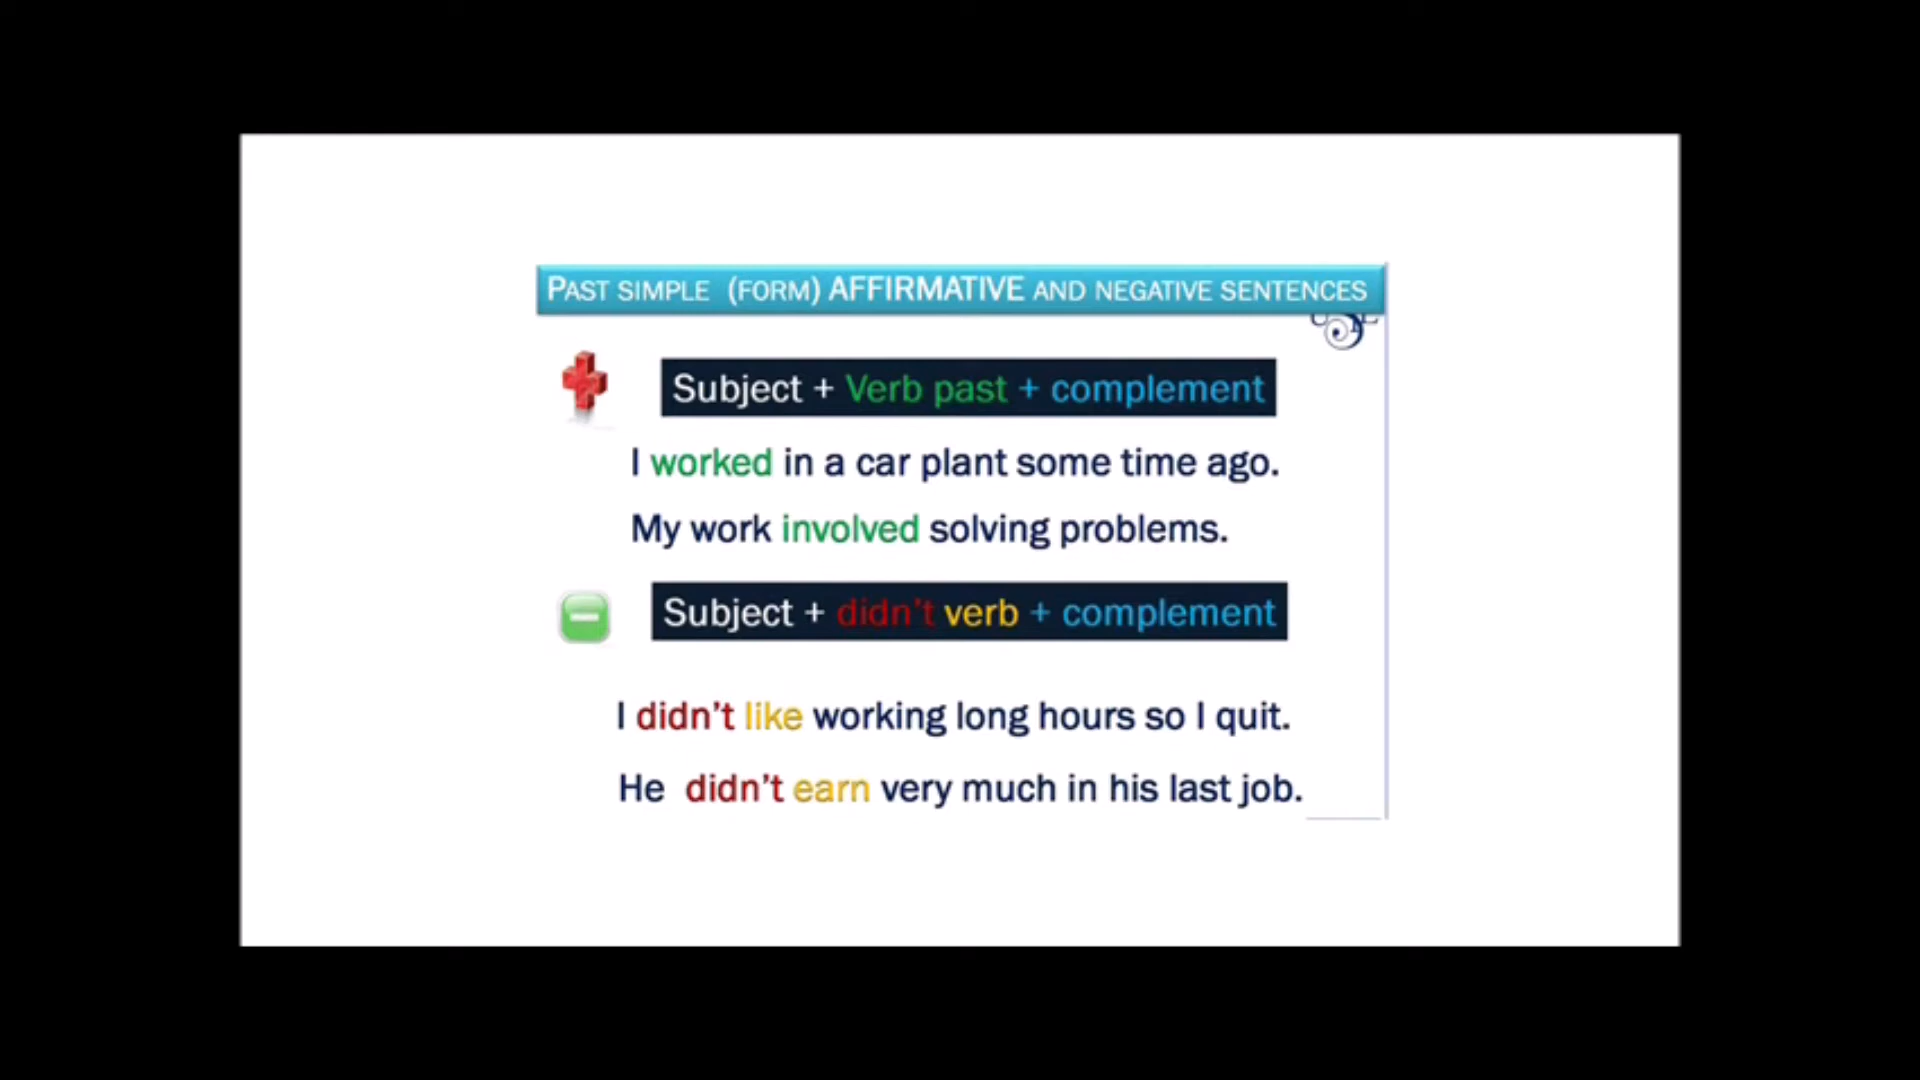 PAST SIMPLE (FORM) AFFIRMATIVE AND NEGATIVE SENTENCES
Subject + Verb past + complement
I worked in a car plant some time ago.
My work involved solving problems.
Subject + didn't verb + complement
I didn't like working long hours so I quit.
He didn't earn very much in his last job.